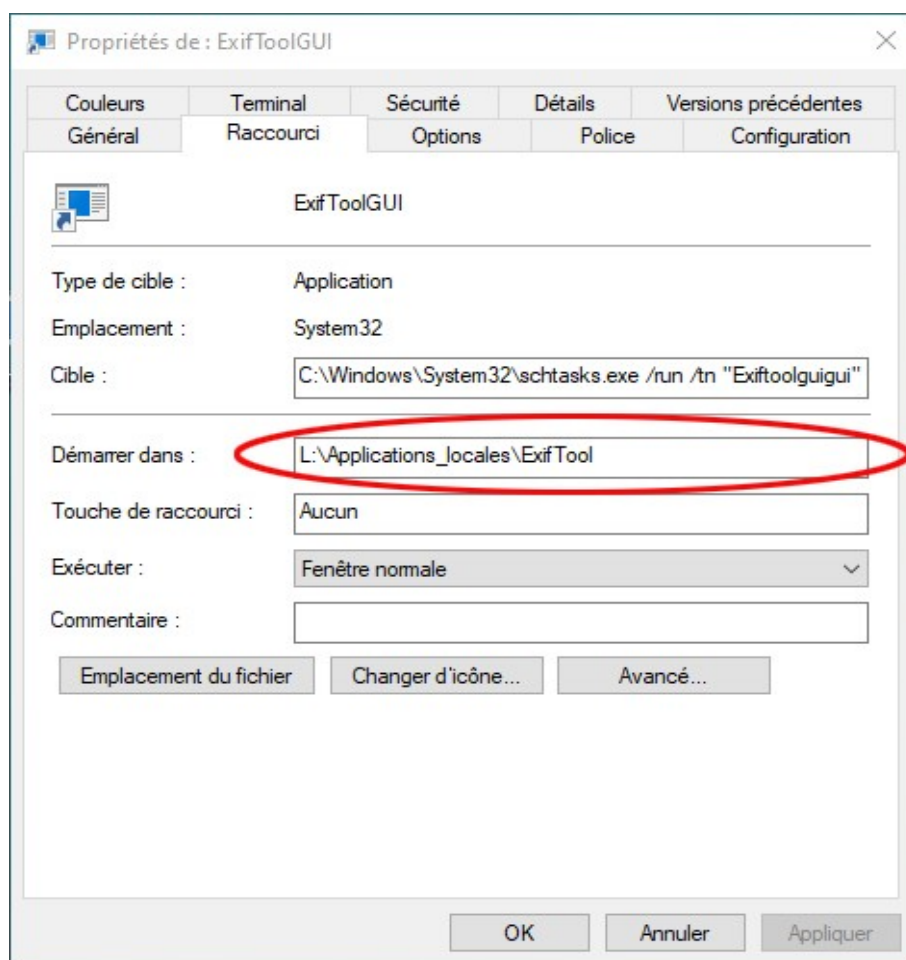 Propriétés de : ExifToolGUI
Couleurs Terminal Sécurité Détails Versions précédentes
Général Raccourci Options Police Configuration
ExifToolGUI
Type de cible : Application
Emplacement : System32
Cible : C:\Windows\System32\schtasks.exe /run /tn "Exiftoolguigui"
Démarrer dans : L:\Applications_locales\ExifTool
Touche de raccourci : Aucun
Exécuter : Fenêtre normale
Commentaire :
Emplacement du fichier Changer d'icône... Avancé...
OK Annuler Appliquer